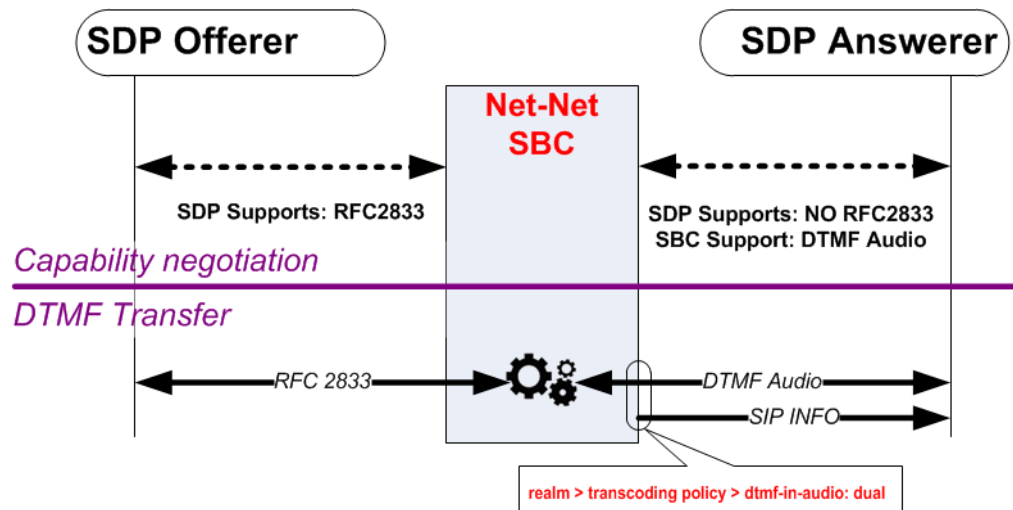 SDP Offerer
SDP Answerer
Net-Net
SBC
SDP Supports: RFC2833
SDP Supports: NO RFC2833
SBC Support: DTMF Audio
Capability negotiation
DTMF Transfer
RFC 2833
DTMF Audio
SIP INFO
realm > transcoding policy > dtmf-in-audio: dual